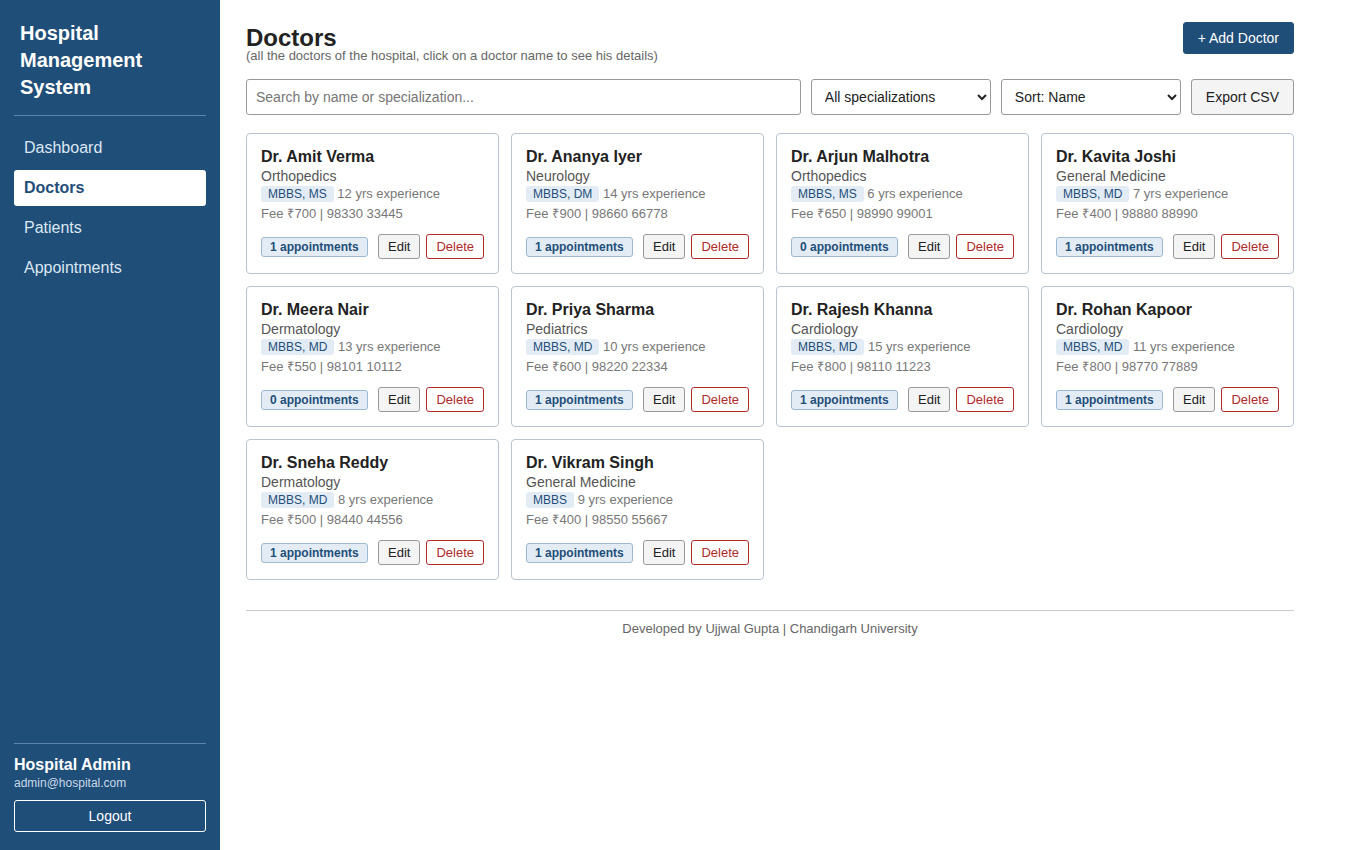 Hospital
Management
System
Dashboard
Doctors
Patients
Appointments
Hospital Admin
admin@hospital.com
Logout
Doctors
(all the doctors of the hospital, click on a doctor name to see his details)
+ Add Doctor
Search by name or specialization...
All specializations
Sort: Name
Export CSV
Dr. Amit Verma
Orthopedics
MBBS, MS 12 yrs experience
Fee ₹700 | 98330 33445
1 appointments Edit Delete
Dr. Ananya Iyer
Neurology
MBBS, DM 14 yrs experience
Fee ₹900 | 98660 66778
1 appointments Edit Delete
Dr. Arjun Malhotra
Orthopedics
MBBS, MS 6 yrs experience
Fee ₹650 | 98990 99001
0 appointments Edit Delete
Dr. Kavita Joshi
General Medicine
MBBS, MD 7 yrs experience
Fee ₹400 | 98880 88990
1 appointments Edit Delete
Dr. Meera Nair
Dermatology
MBBS, MD 13 yrs experience
Fee ₹550 | 98101 10112
0 appointments Edit Delete
Dr. Priya Sharma
Pediatrics
MBBS, MD 10 yrs experience
Fee ₹600 | 98220 22334
1 appointments Edit Delete
Dr. Rajesh Khanna
Cardiology
MBBS, MD 15 yrs experience
Fee ₹800 | 98110 11223
1 appointments Edit Delete
Dr. Rohan Kapoor
Cardiology
MBBS, MD 11 yrs experience
Fee ₹800 | 98770 77889
1 appointments Edit Delete
Dr. Sneha Reddy
Dermatology
MBBS, MD 8 yrs experience
Fee ₹500 | 98440 44556
1 appointments Edit Delete
Dr. Vikram Singh
General Medicine
MBBS 9 yrs experience
Fee ₹400 | 98550 55667
1 appointments Edit Delete
Developed by Ujjwal Gupta | Chandigarh University